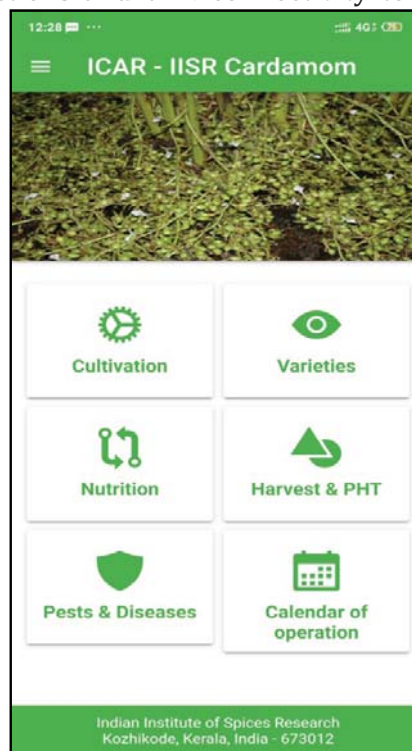 12:28
4G
ICAR - IISR Cardamom
Cultivation
Varieties
Nutrition
Harvest & PHT
Pests & Diseases
Calendar of
operation
Indian Institute of Spices Research
Kozhikode, Kerala, India - 673012